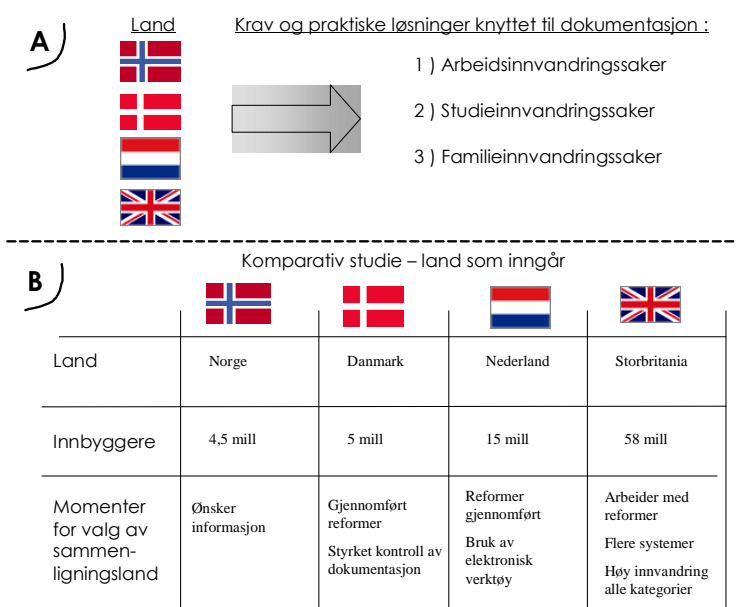 A
Land
Krav og praktiske løsninger knyttet til dokumentasjon :
1 ) Arbeidsinnvandringssaker
2 ) Studieinnvandringssaker
3 ) Familieinnvandringssaker
B
Komparativ studie – land som inngår
Land
Norge
Danmark
Nederland
Storbritania
Innbyggere
4,5 mill
5 mill
15 mill
58 mill
Momenter
for valg av
sammen-
ligningsland
Ønsker
informasjon
Gjennomført
reformer
Styrket kontroll av
dokumentasjon
Reformer
gjennomført
Bruk av
elektronisk
verktøy
Arbeider med
reformer
Flere systemer
Høy innvandring
alle kategorier